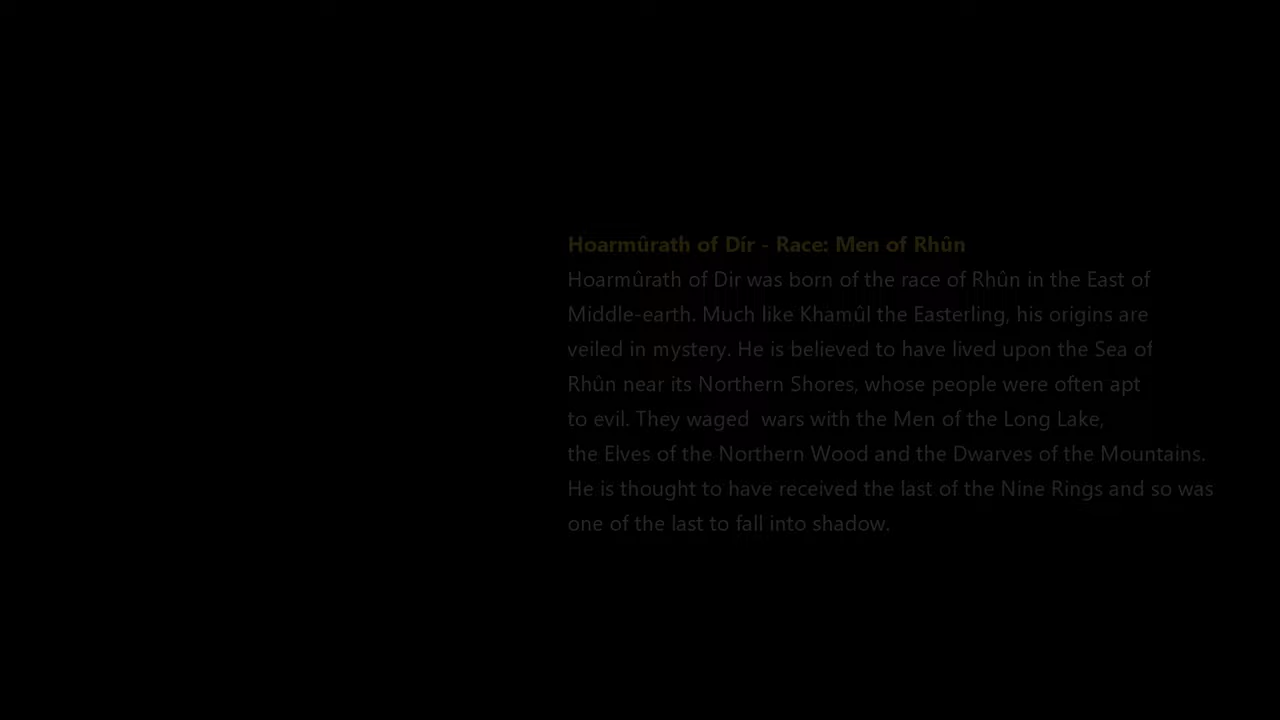 Hoarmûrath of Dír - Race: Men of Rhûn
Hoarmûrath of Dir was born of the race of Rhûn in the East of
Middle-earth. Much like Khamûl the Easterling, his origins are
veiled in mystery. He is believed to have lived upon the Sea of
Rhûn near its Northern Shores, whose people were often apt
to evil. They waged  wars with the Men of the Long Lake,
the Elves of the Northern Wood and the Dwarves of the Mountains.
He is thought to have received the last of the Nine Rings and so was
one of the last to fall into shadow.